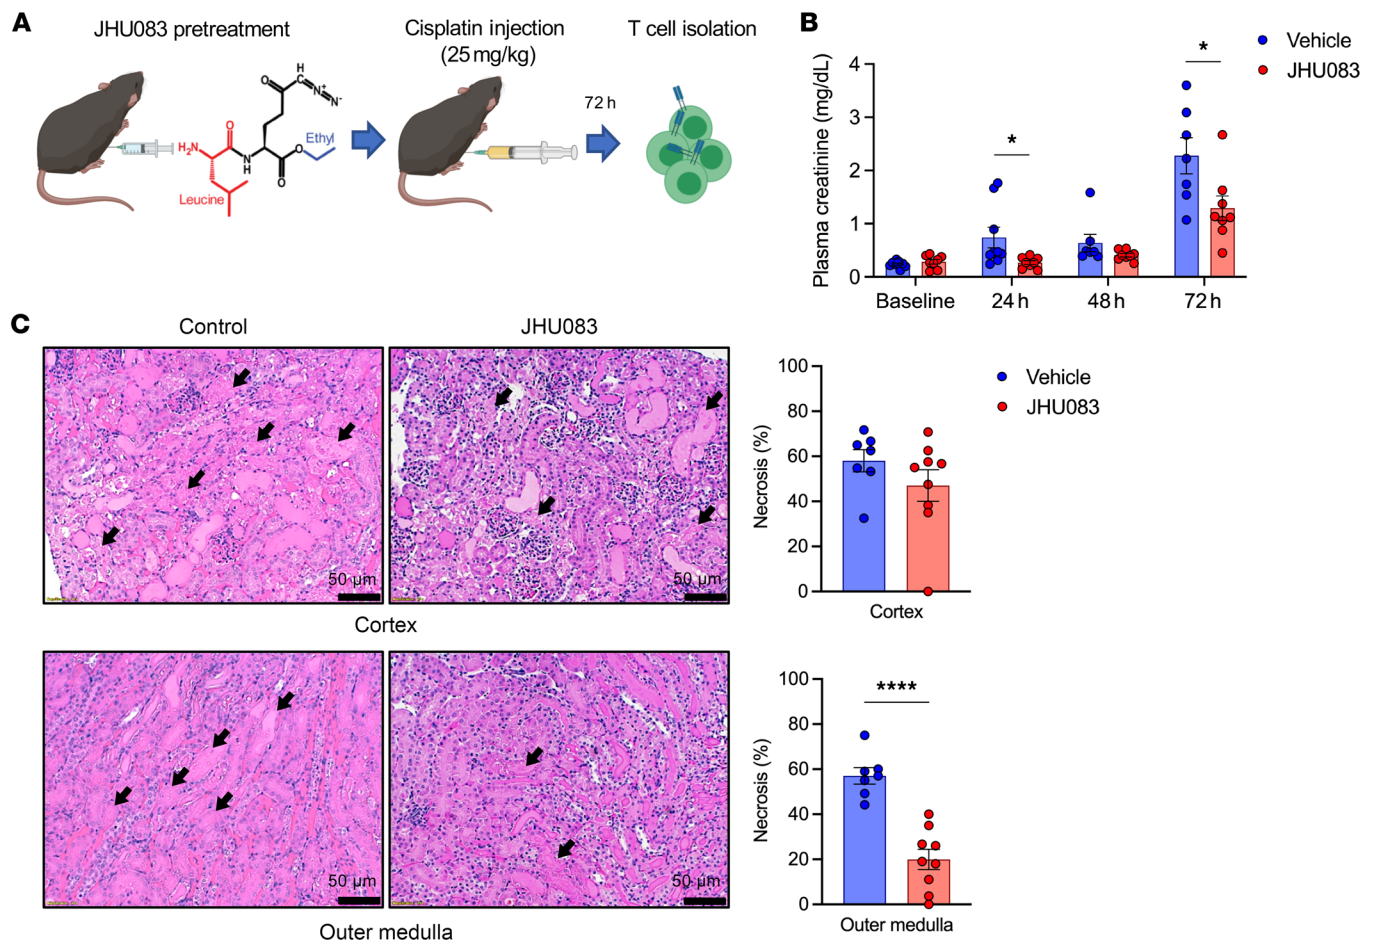 A
JHU083 pretreatment
Cisplatin injection
(25 mg/kg)
T cell isolation
72 h
H
C
N+
N-
O
Ethyl
O
O
H2N
N
H
O
Leucine
B
Vehicle
JHU083
Plasma creatinine (mg/dL)
4
3
2
1
0
*
*
Baseline
24 h
48 h
72 h
C
Control
JHU083
50 µm
50 µm
Cortex
50 µm
50 µm
Outer medulla
Vehicle
JHU083
Necrosis (%)
100
80
60
40
20
0
Cortex
Necrosis (%)
100
80
60
40
20
0
****
Outer medulla